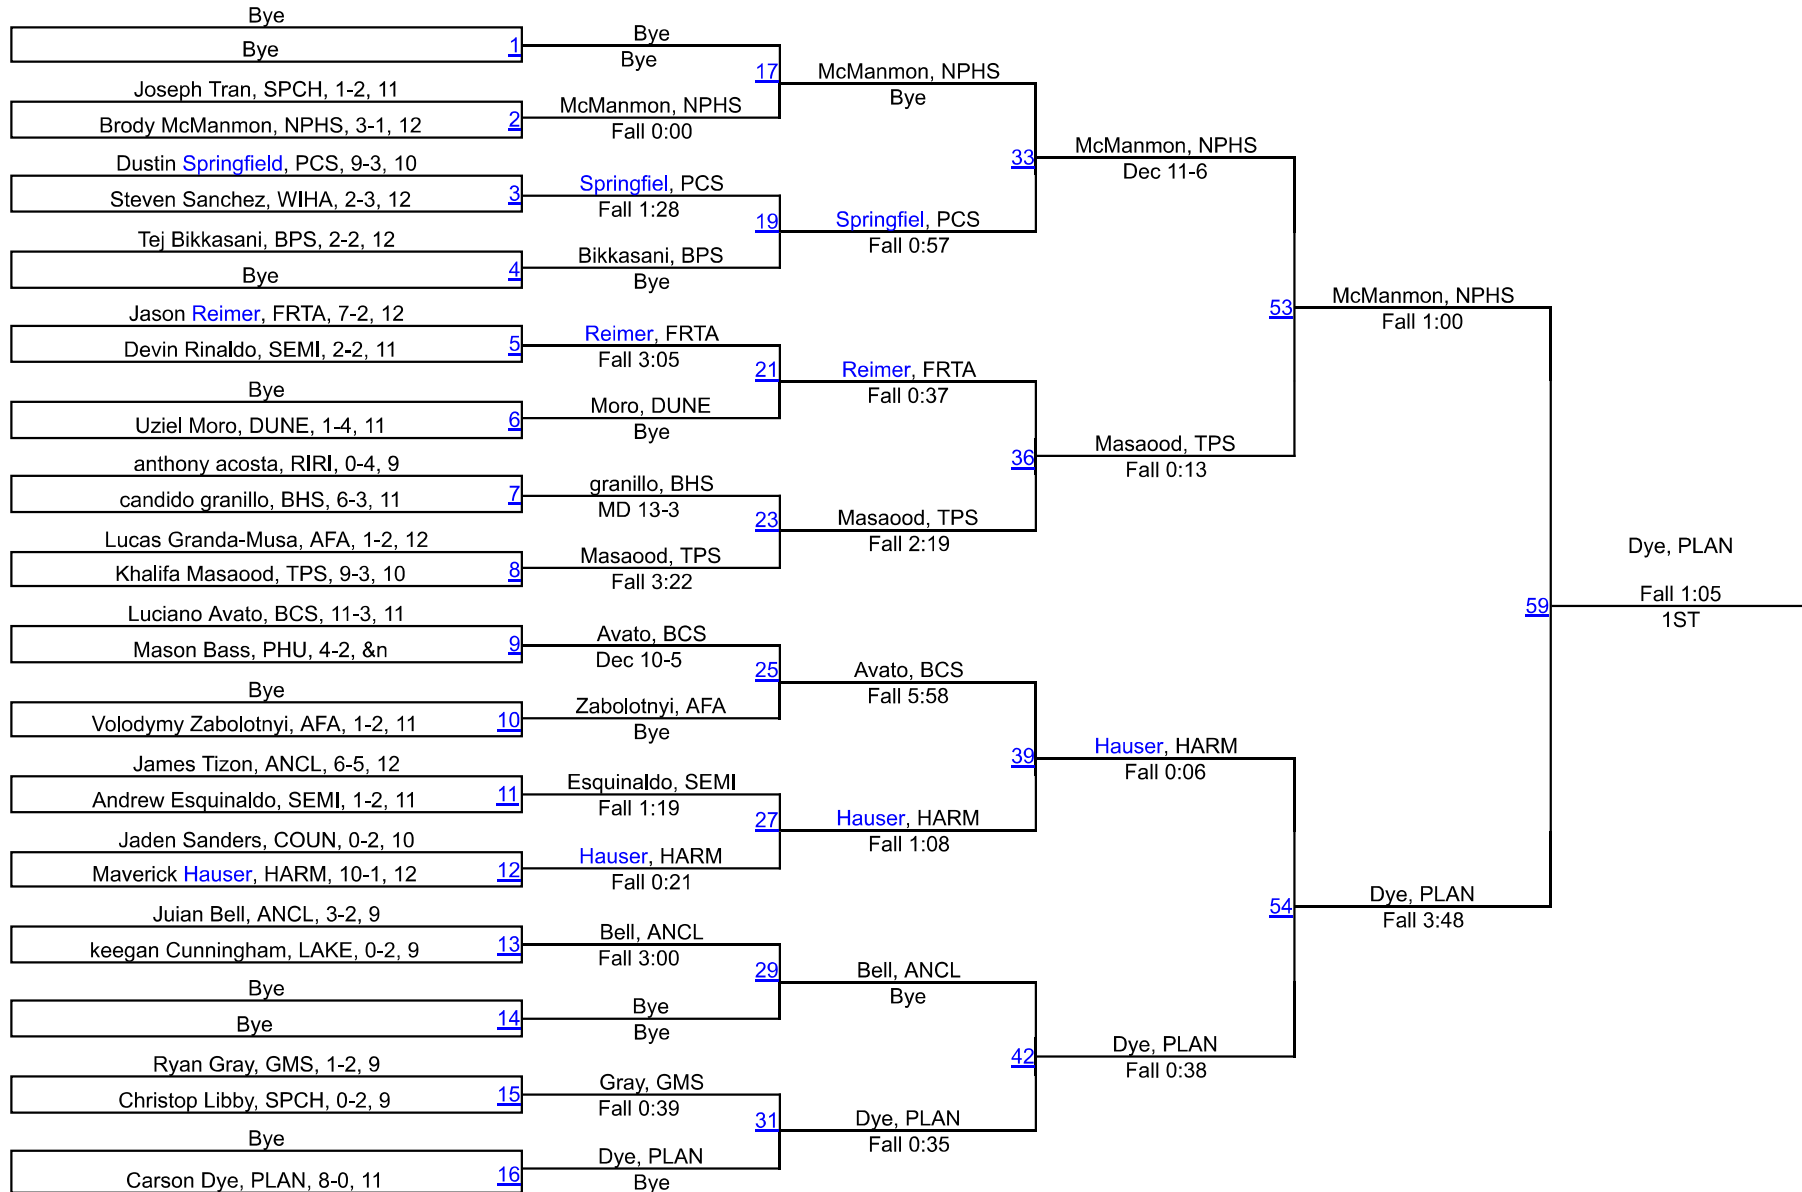 Bye
Bye
1
Joseph Tran, SPCH, 1-2, 11
Brody McManmon, NPHS, 3-1, 12
2
Dustin Springfield, PCS, 9-3, 10
Steven Sanchez, WIHA, 2-3, 12
3
Tej Bikkasani, BPS, 2-2, 12
Bye
4
Jason Reimer, FRTA, 7-2, 12
Devin Rinaldo, SEMI, 2-2, 11
5
Bye
Uziel Moro, DUNE, 1-4, 11
6
anthony acosta, RIRI, 0-4, 9
candido granillo, BHS, 6-3, 11
7
Lucas Granda-Musa, AFA, 1-2, 12
Khalifa Masaood, TPS, 9-3, 10
8
Luciano Avato, BCS, 11-3, 11
Mason Bass, PHU, 4-2, &n
9
Bye
Volodymy Zabolotnyi, AFA, 1-2, 11
10
James Tizon, ANCL, 6-5, 12
Andrew Esquinaldo, SEMI, 1-2, 11
11
Jaden Sanders, COUN, 0-2, 10
Maverick Hauser, HARM, 10-1, 12
12
Juian Bell, ANCL, 3-2, 9
keegan Cunningham, LAKE, 0-2, 9
13
Bye
Bye
14
Ryan Gray, GMS, 1-2, 9
Christop Libby, SPCH, 0-2, 9
15
Bye
Carson Dye, PLAN, 8-0, 11
16
Bye
Bye
17
McManmon, NPHS
Fall 0:00
Springfiel, PCS
Fall 1:28
19
Bikkasani, BPS
Bye
Reimer, FRTA
Fall 3:05
21
Moro, DUNE
Bye
granillo, BHS
MD 13-3
23
Masaood, TPS
Fall 3:22
Avato, BCS
Dec 10-5
25
Zabolotnyi, AFA
Bye
Esquinaldo, SEMI
Fall 1:19
27
Hauser, HARM
Fall 0:21
Bell, ANCL
Fall 3:00
29
Bye
Bye
Gray, GMS
Fall 0:39
31
Dye, PLAN
Bye
McManmon, NPHS
Bye
33
Springfiel, PCS
Fall 0:57
Reimer, FRTA
Fall 0:37
36
Masaood, TPS
Fall 2:19
Avato, BCS
Fall 5:58
39
Hauser, HARM
Fall 1:08
Bell, ANCL
Bye
42
Dye, PLAN
Fall 0:35
McManmon, NPHS
Dec 11-6
53
Masaood, TPS
Fall 0:13
Hauser, HARM
Fall 0:06
54
Dye, PLAN
Fall 0:38
McManmon, NPHS
Fall 1:00
59
Dye, PLAN
Fall 3:48
Dye, PLAN
Fall 1:05
1ST